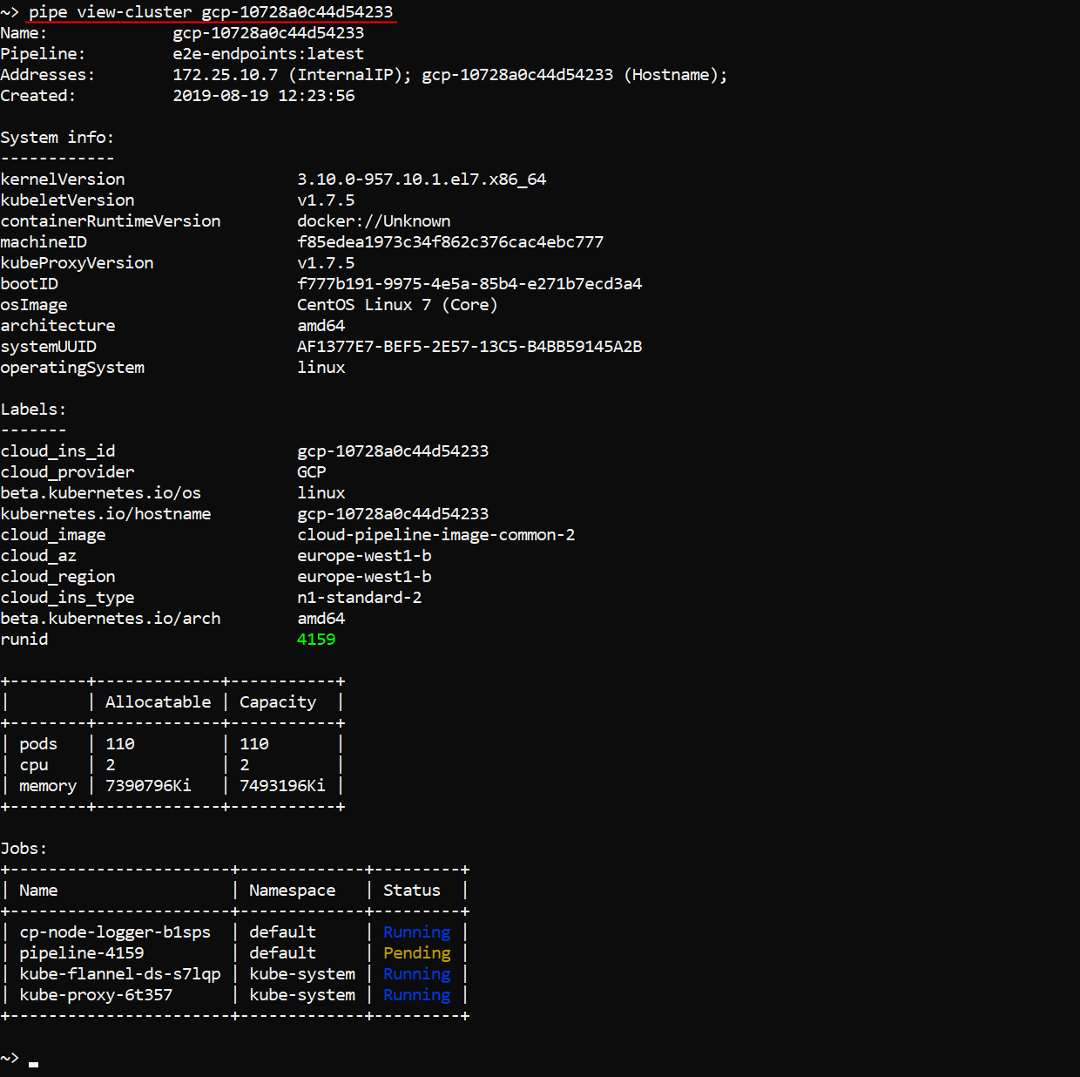 ~> pipe view-cluster gcp-10728a0c44d54233
Name:             gcp-10728a0c44d54233
Pipeline:         e2e-endpoints:latest
Addresses:        172.25.10.7 (InternalIP); gcp-10728a0c44d54233 (Hostname);
Created:          2019-08-19 12:23:56

System info:
------------
kernelVersion                  3.10.0-957.10.1.el7.x86_64
kubeletVersion                 v1.7.5
containerRuntimeVersion        docker://Unknown
machineID                      f85edea1973c34f862c376cac4ebc777
kubeProxyVersion               v1.7.5
bootID                         f777b191-9975-4e5a-85b4-e271b7ecd3a4
osImage                        CentOS Linux 7 (Core)
architecture                   amd64
systemUUID                     AF1377E7-BEF5-2E57-13C5-B4BB59145A2B
operatingSystem                linux

Labels:
-------
cloud_ins_id                   gcp-10728a0c44d54233
cloud_provider                 GCP
beta.kubernetes.io/os          linux
kubernetes.io/hostname         gcp-10728a0c44d54233
cloud_image                    cloud-pipeline-image-common-2
cloud_az                       europe-west1-b
cloud_region                   europe-west1-b
cloud_ins_type                 n1-standard-2
beta.kubernetes.io/arch        amd64
runid                          4159

+--------+-------------+-----------+
|        | Allocatable | Capacity  |
+--------+-------------+-----------+
| pods   | 110         | 110       |
| cpu    | 2           | 2         |
| memory | 7390796Ki   | 7493196Ki |
+--------+-------------+-----------+

Jobs:
+-----------------------+-------------+---------+
| Name                  | Namespace   | Status  |
+-----------------------+-------------+---------+
| cp-node-logger-b1sps  | default     | Running |
| pipeline-4159         | default     | Pending |
| kube-flannel-ds-s7lqp | kube-system | Running |
| kube-proxy-6t357      | kube-system | Running |
+-----------------------+-------------+---------+

~>